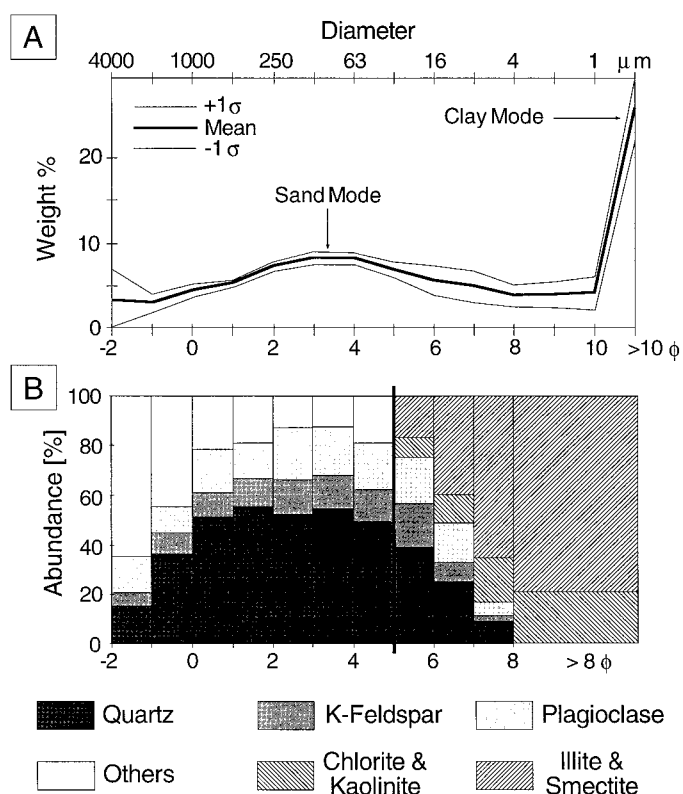 A
Diameter
4000 1000 250 63 16 4 1 μm
+1σ
Mean
-1σ
Clay Mode
Sand Mode
Weight %
20
10
0
-2 0 2 4 6 8 10 >10 ϕ
B
Abundance [%]
100
80
60
40
20
0
-2 0 2 4 6 8 > 8 ϕ
Quartz
K-Feldspar
Plagioclase
Others
Chlorite &
Kaolinite
Illite &
Smectite